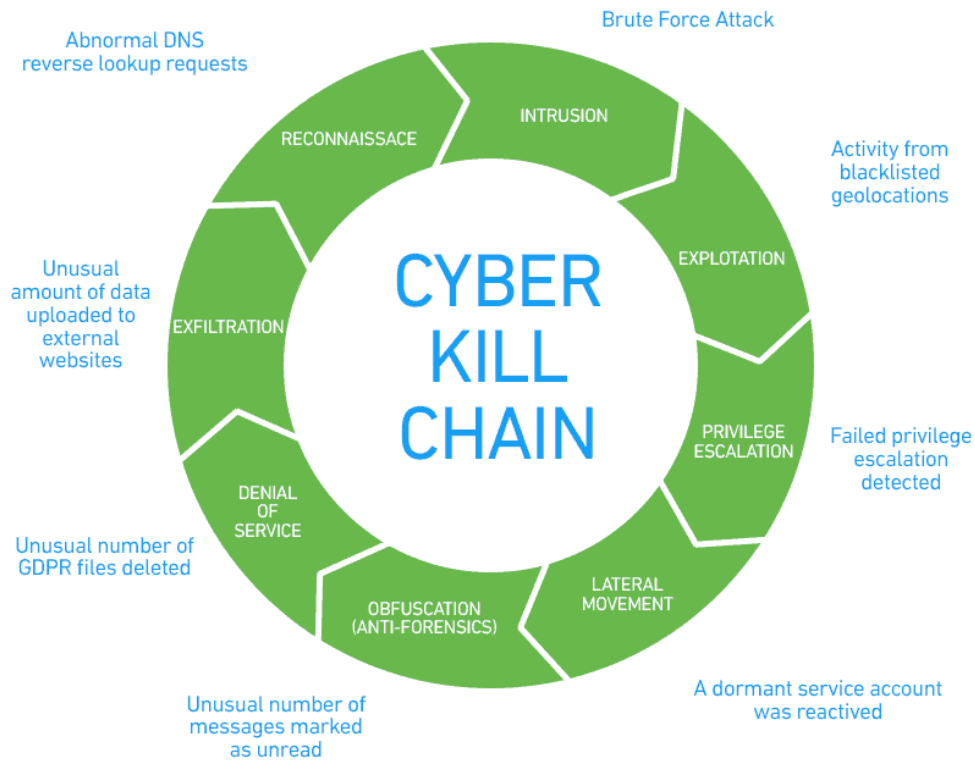 CYBER
KILL
CHAIN
Abnormal DNS
reverse lookup requests
RECONNAISSACE
Brute Force Attack
INTRUSION
Activity from
blacklisted
geolocations
EXPLOTATION
Failed privilege
escalation
detected
PRIVILEGE
ESCALATION
A dormant service account
was reactived
LATERAL
MOVEMENT
Unusual number of
messages marked
as unread
OBFUSCATION
(ANTI-FORENSICS)
Unusual number of
GDPR files deleted
DENIAL
OF
SERVICE
Unusual
amount of data
uploaded to
external
websites
EXFILTRATION